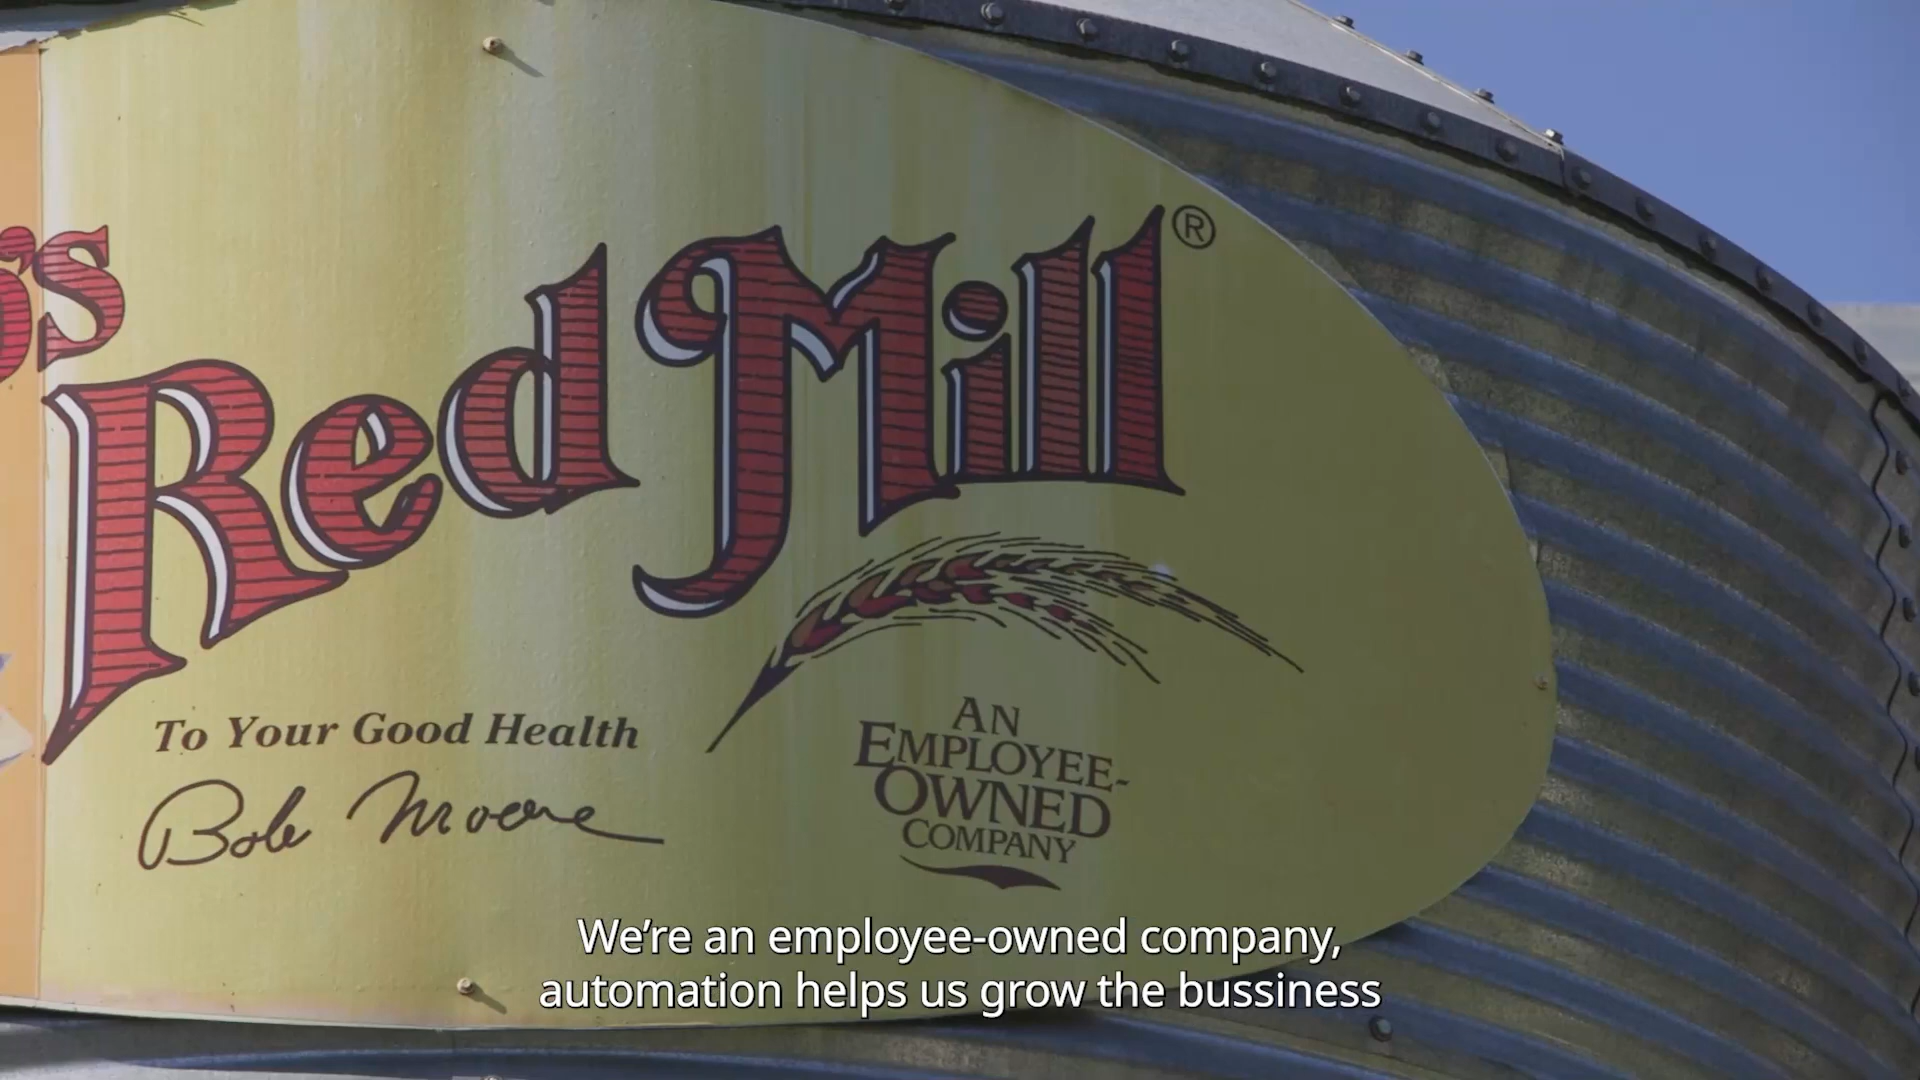 's
Red Mill®
To Your Good Health
Bob Moore
AN
EMPLOYEE-
OWNED
COMPANY
We’re an employee-owned company,
automation helps us grow the bussiness